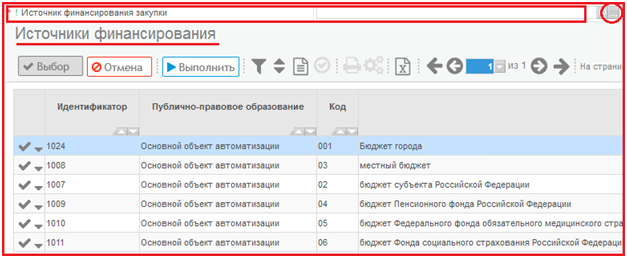 ! Источник финансирования закупки
Источники финансирования
Выбор Отмена Выполнить 1 из 1 На страни
Идентификатор Публично-правовое образование Код
1024 Основной объект автоматизации 001 Бюджет города
1008 Основной объект автоматизации 03 местный бюджет
1007 Основной объект автоматизации 02 бюджет субъекта Российской Федерации
1009 Основной объект автоматизации 04 бюджет Пенсионного фонда Российской Федерации
1010 Основной объект автоматизации 05 бюджет Федерального фонда обязательного медицинского стра
1011 Основной объект автоматизации 06 бюджет Фонда социального страхования Российской Федерации